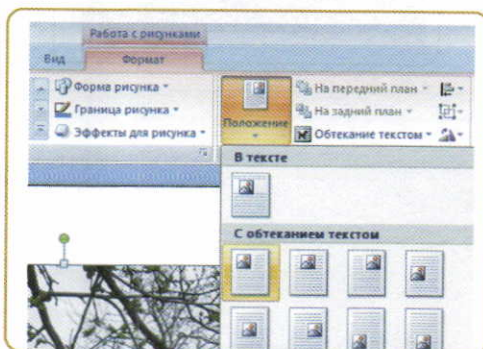 Работа с рисунками
Вид Формат
Форма рисунка
Граница рисунка
Эффекты для рисунка
Положение
На передний план
На задний план
Обтекание текстом
В тексте
С обтеканием текстом